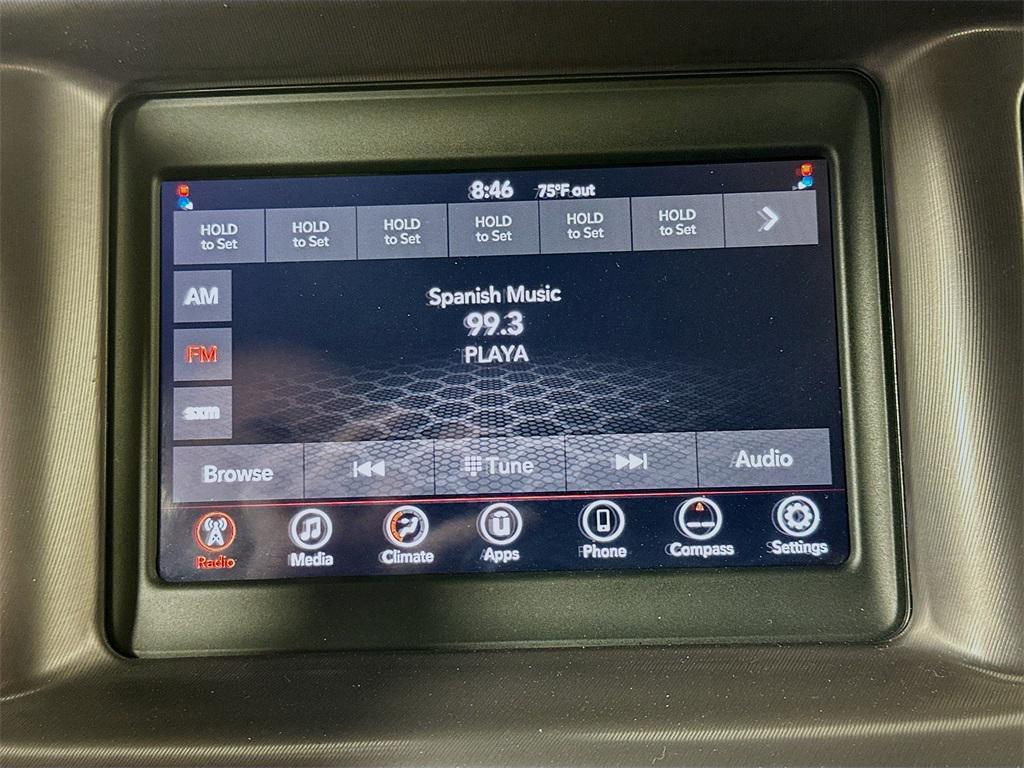 8:46 75°F out
HOLD to Set
HOLD to Set
HOLD to Set
HOLD to Set
HOLD to Set
HOLD to Set
AM
Spanish Music
99.3
FM
PLAYA
sxm
Browse
Tune
Audio
Radio
Media
Climate
Apps
Phone
Compass
Settings